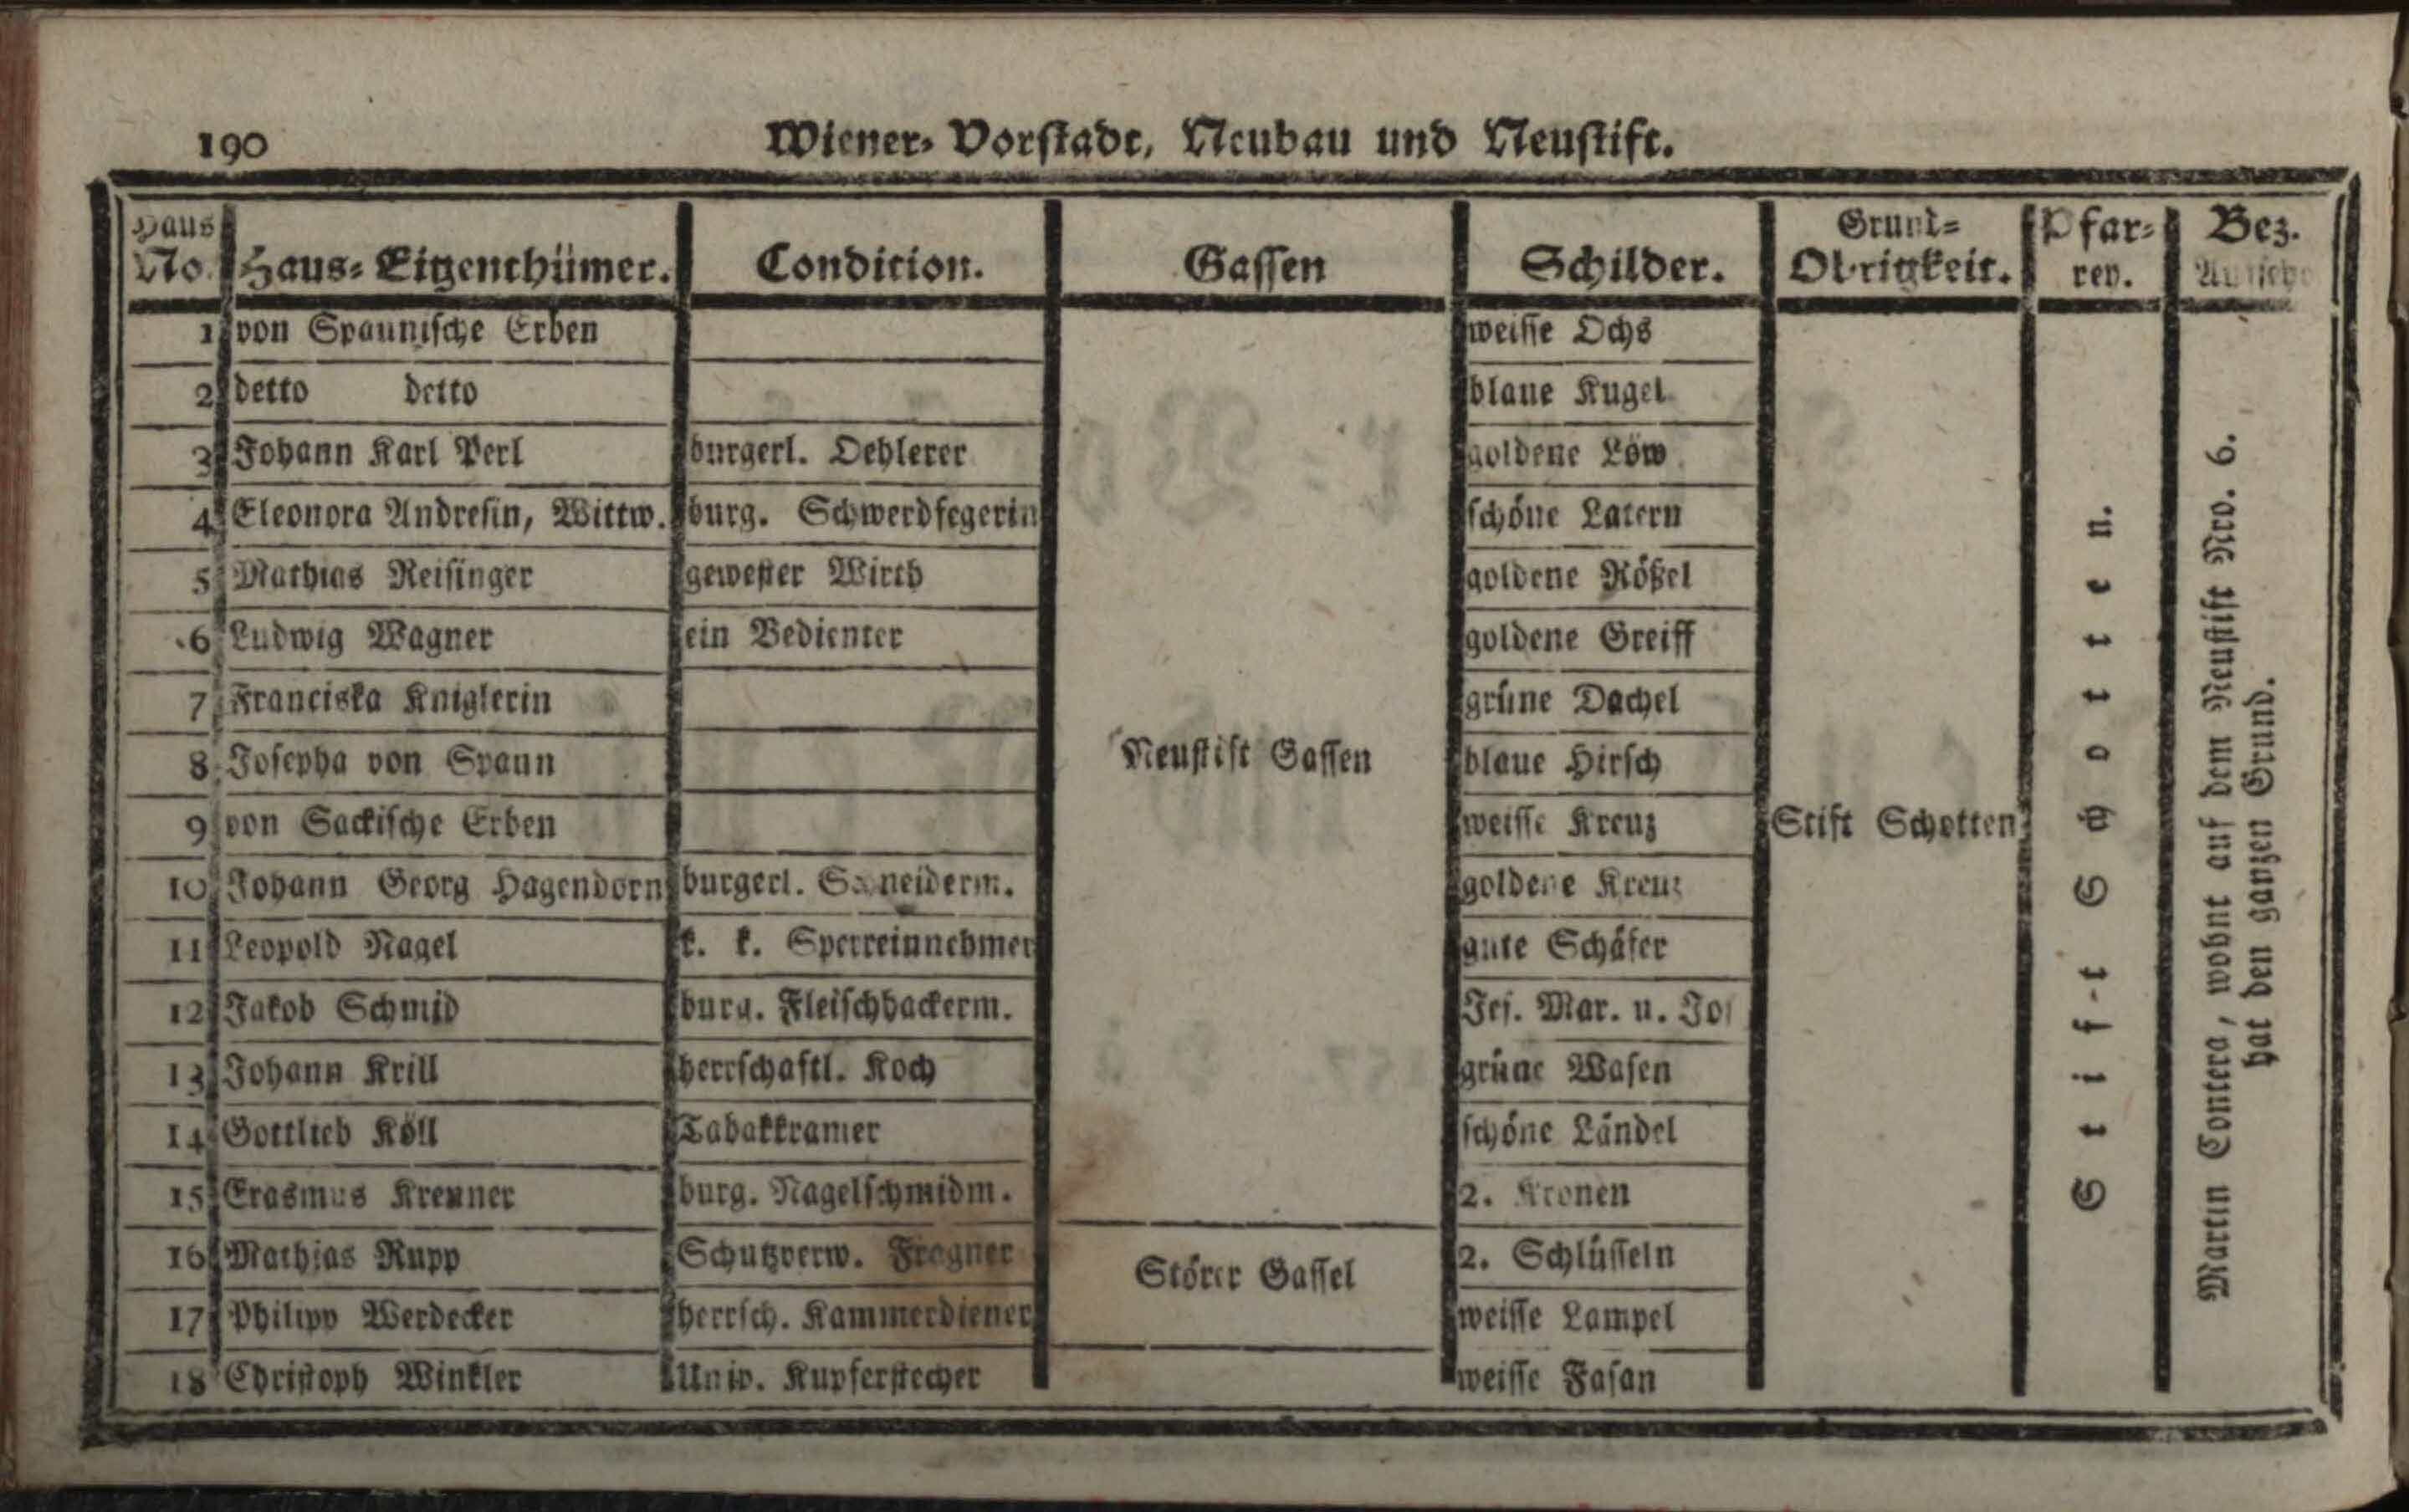 190
Wiener-Vorstadt, Neubau und Neustift.
Haus No. Haus-Eigenthümer. Condition. Gassen Schilder. Grund-Obrigkeit. Pfarrey. Bez. Aufseh
1 von Spaunische Erben weisse Ochs
2 detto detto blaue Kugel
3 Johann Karl Perl burgerl. Oehlerer goldene Löw
4 Eleonora Andresin, Wittw. burg. Schwerdfegerin schöne Latern
5 Mathias Reisinger gewester Wirth goldene Rößel
6 Ludwig Wagner ein Bedienter goldene Greiff
7 Franciska Kniglerin grüne Dachel
8 Josepha von Spaun Neustift Gassen blaue Hirsch
9 von Sackische Erben weisse Kreuz Stift Schotten
10 Johann Georg Hagendorn burgerl. Schneiderm. goldene Kreuz
11 Leopold Nagel k. k. Sperreinnehmer gute Schäfer
12 Jakob Schmid burg. Fleischhackerm. Jes. Mar. u. Jos
13 Johann Krill herrschaftl. Koch grüne Wasen
14 Gottlieb Köll Tabakkramer schöne Ländel
15 Erasmus Krenner burg. Nagelschmidm. 2. Kronen
16 Mathias Rupp Schutzverw. Fragner Störer Gassel 2. Schlüsseln
17 Philipp Werdecker herrsch. Kammerdiener weisse Lampel
18 Christoph Winkler Univ. Kupferstecher weisse Fasan
Stift Schotten.
Martin Contera, wohnt auf dem Neustift Nro. 6.
hat den ganzen Grund.